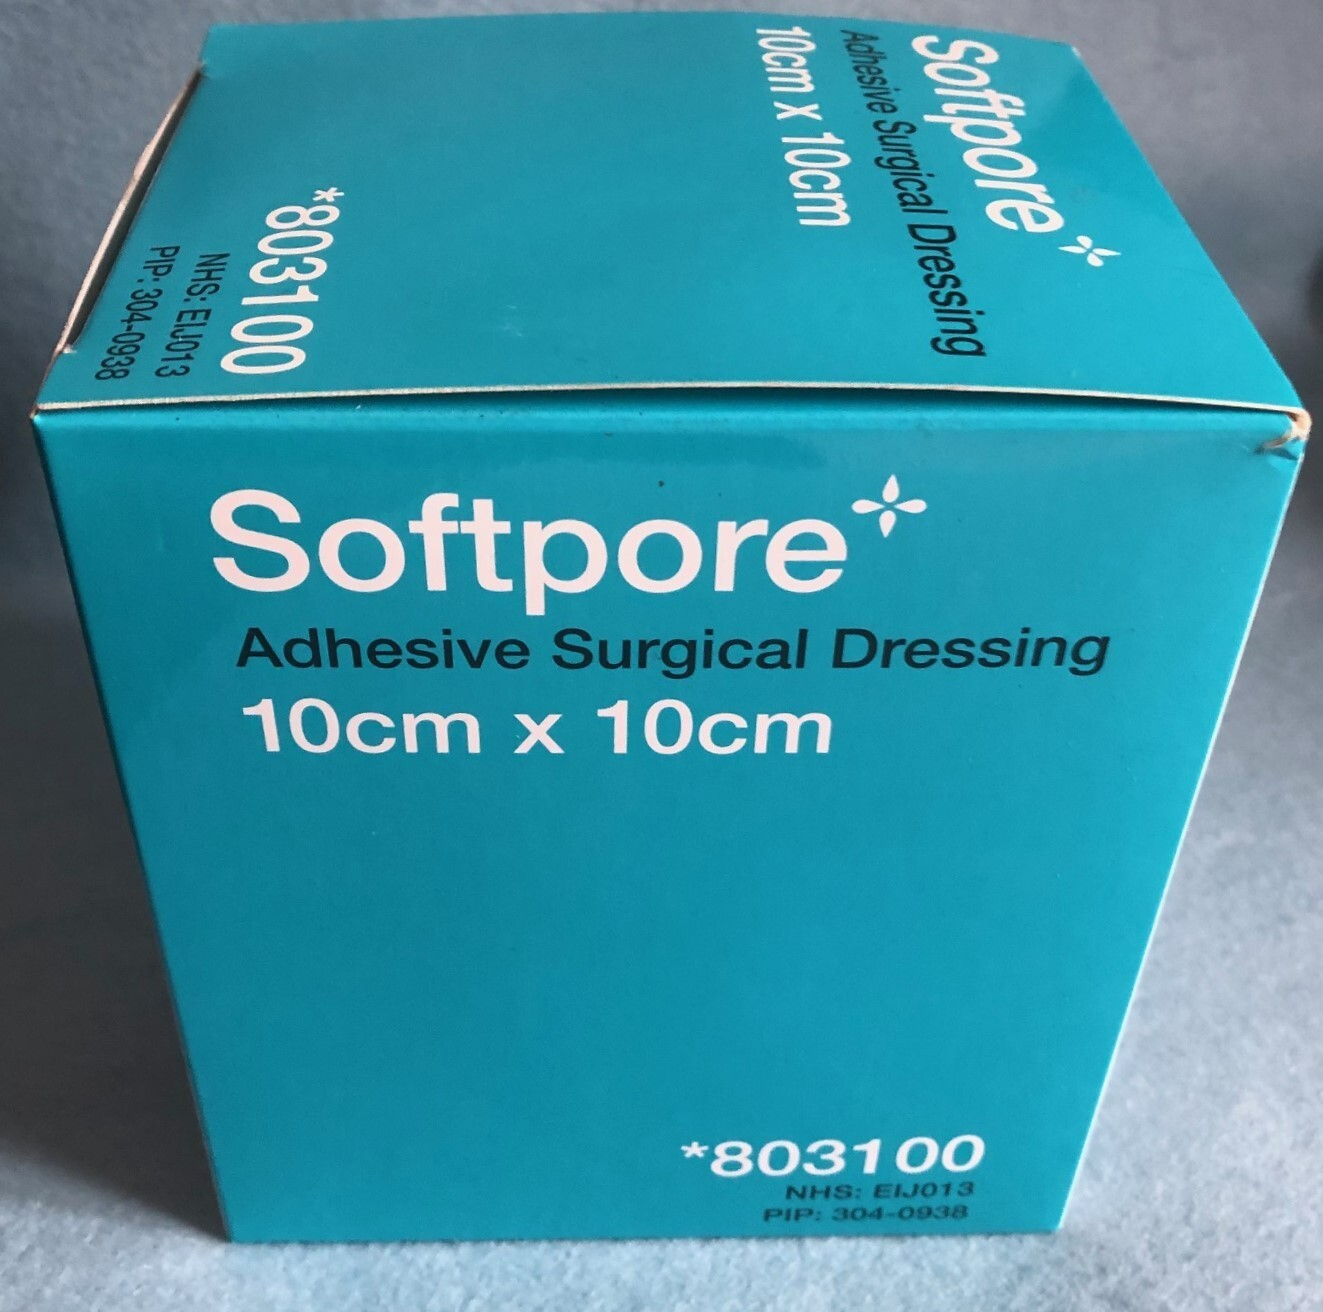 Softpore
Adhesive Surgical Dressing
10cm x 10cm
*803100
NHS: EIJ013
PIP: 304-0938
Softpore
Adhesive Surgical Dressing
10cm x 10cm
*803100
NHS: EIJ013
PIP: 304-0938